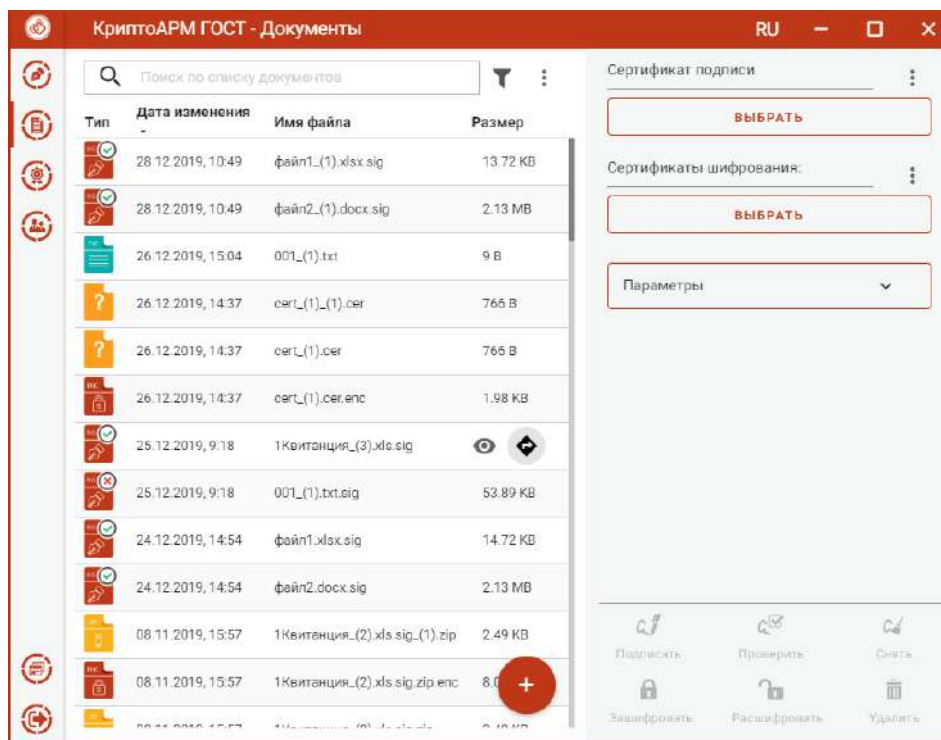 КриптоАРМ ГОСТ - Документы RU
Поиск по списку документов
Тип Дата изменения Имя файла Размер
28.12.2019, 10:49 файл1_(1).xlsx.sig 13.72 KB
28.12.2019, 10:49 файл2_(1).docx.sig 2.13 MB
26.12.2019, 15:04 001_(1).txt 9 B
26.12.2019, 14:37 cert_(1)_(1).cer 766 B
26.12.2019, 14:37 cert_(1).cer 766 B
26.12.2019, 14:37 cert_(1).cer.enc 1.98 KB
25.12.2019, 9:18 1Квитанция_(3).xls.sig
25.12.2019, 9:18 001_(1).txt.sig 53.89 KB
24.12.2019, 14:54 файл1.xlsx.sig 14.72 KB
24.12.2019, 14:54 файл2.docx.sig 2.13 MB
08.11.2019, 15:57 1Квитанция_(2).xls.sig_(1).zip 2.49 KB
08.11.2019, 15:57 1Квитанция_(2).xls.sig.zip.enc
Сертификат подписи
ВЫБРАТЬ
Сертификаты шифрования:
ВЫБРАТЬ
Параметры
Подписать Проверить Снять
Зашифровать Расшифровать Удалить